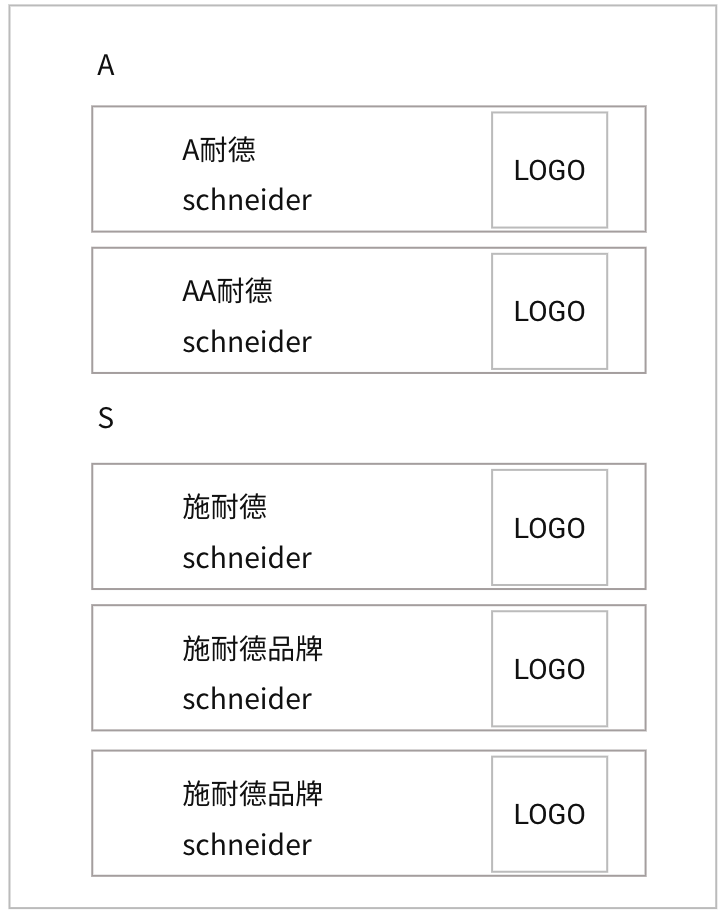 A
A耐德
schneider
LOGO
AA耐德
schneider
LOGO
S
施耐德
schneider
LOGO
施耐德品牌
schneider
LOGO
施耐德品牌
schneider
LOGO